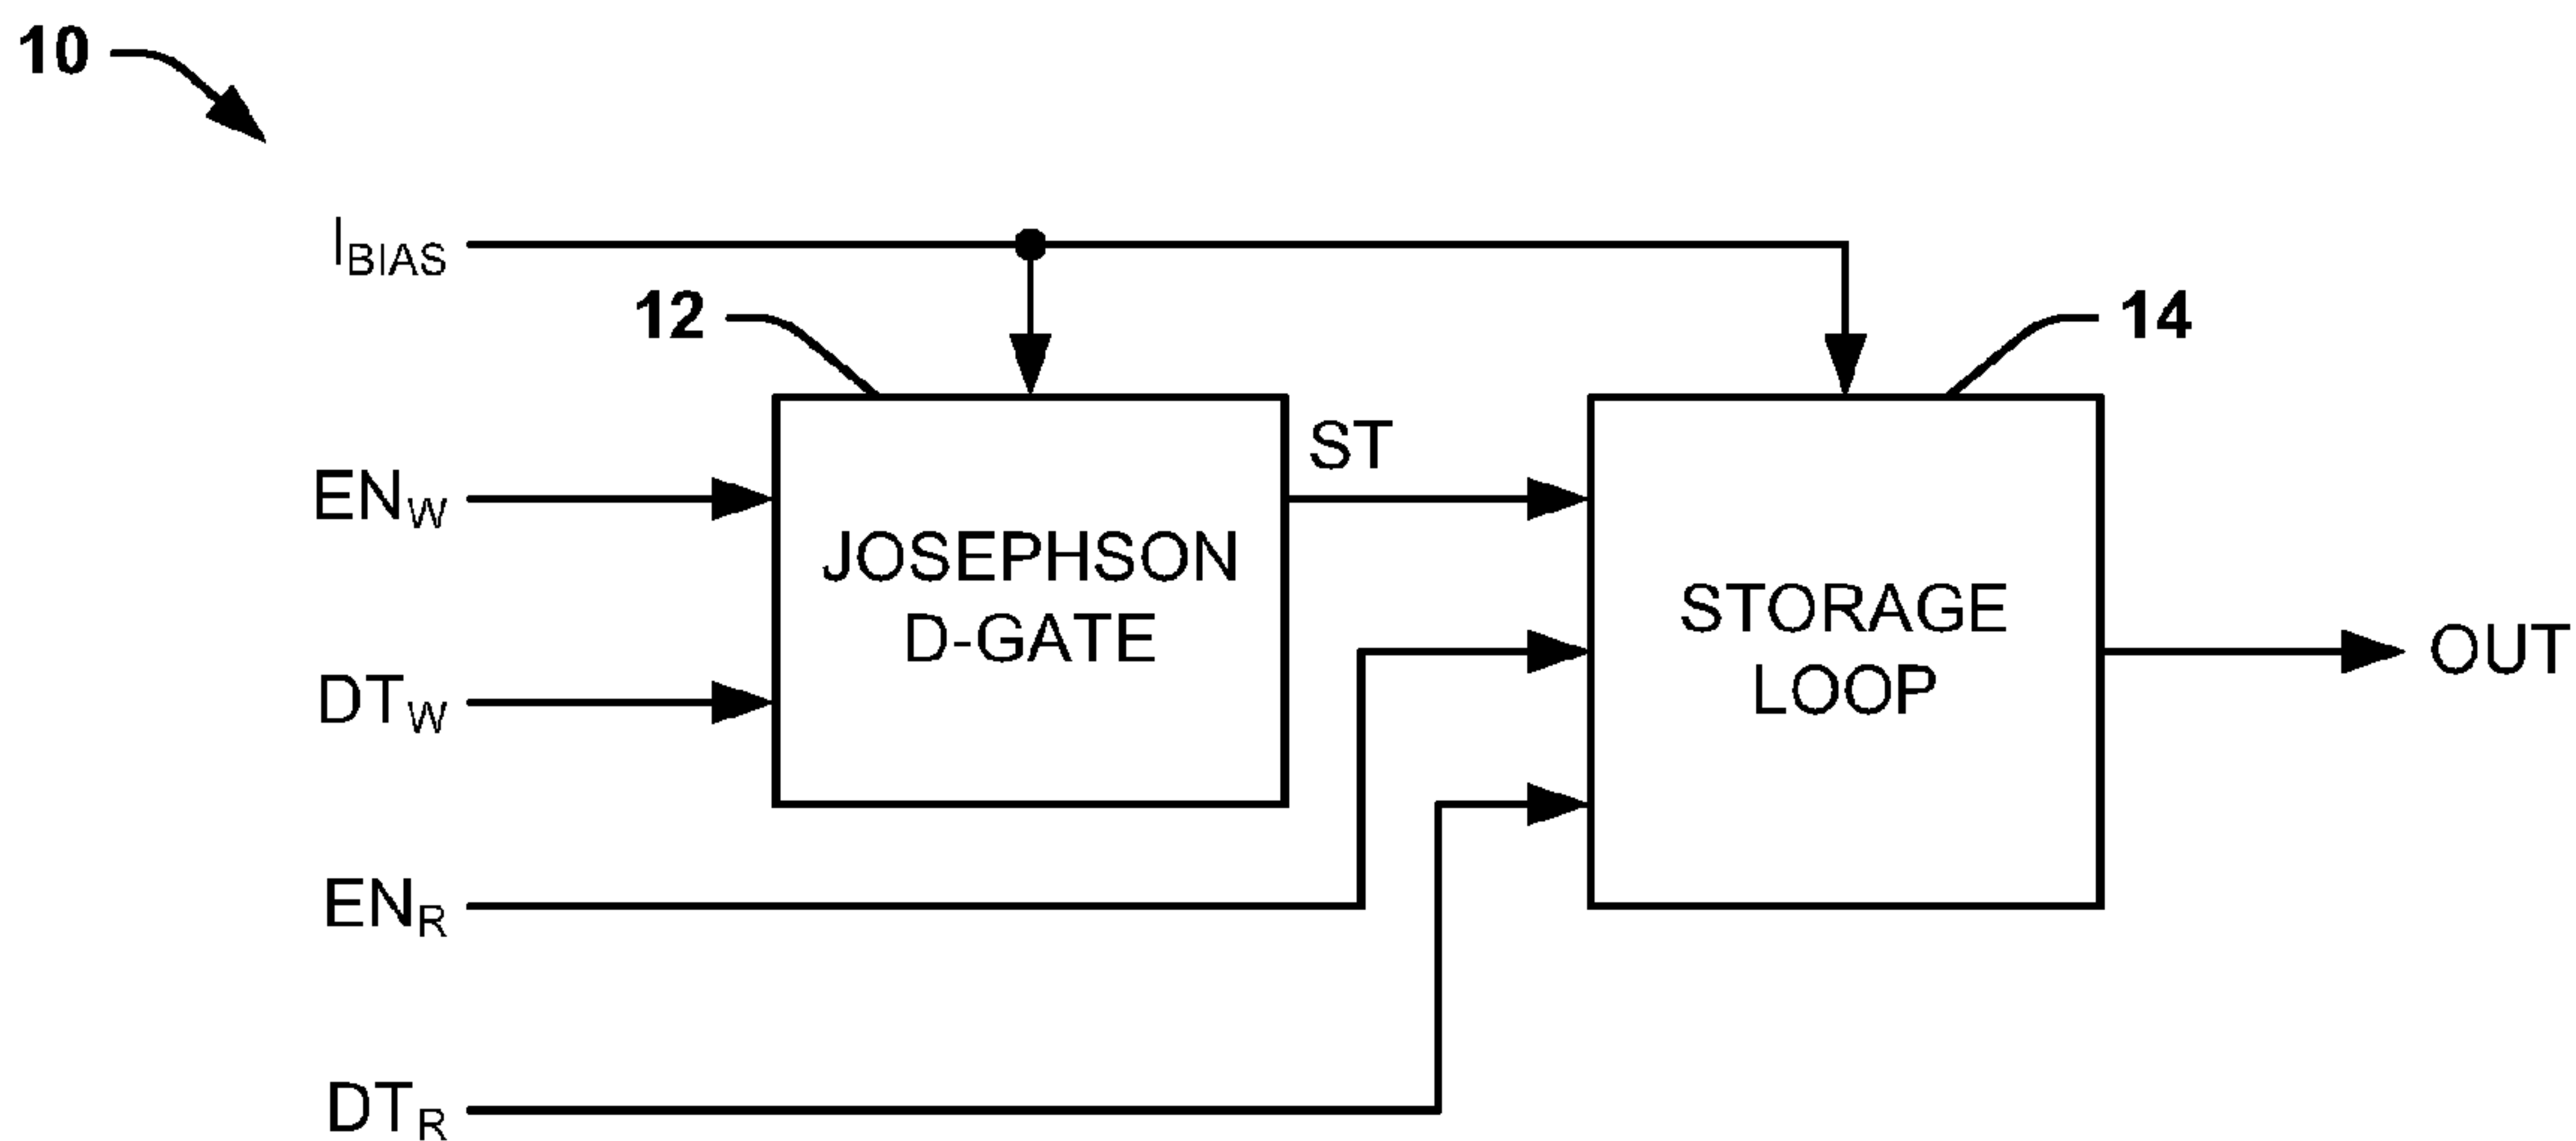 10
I_BIAS
12
14
EN_W
ST
JOSEPHSON
D-GATE
STORAGE
LOOP
OUT
DT_W
EN_R
DT_R